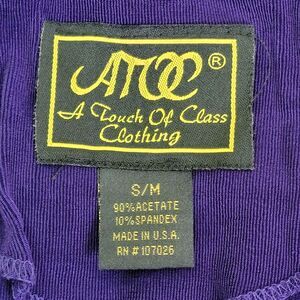 ATOC®
A Touch Of Class
Clothing
S/M
90% ACETATE
10% SPANDEX
MADE IN U.S.A.
RN # 107026